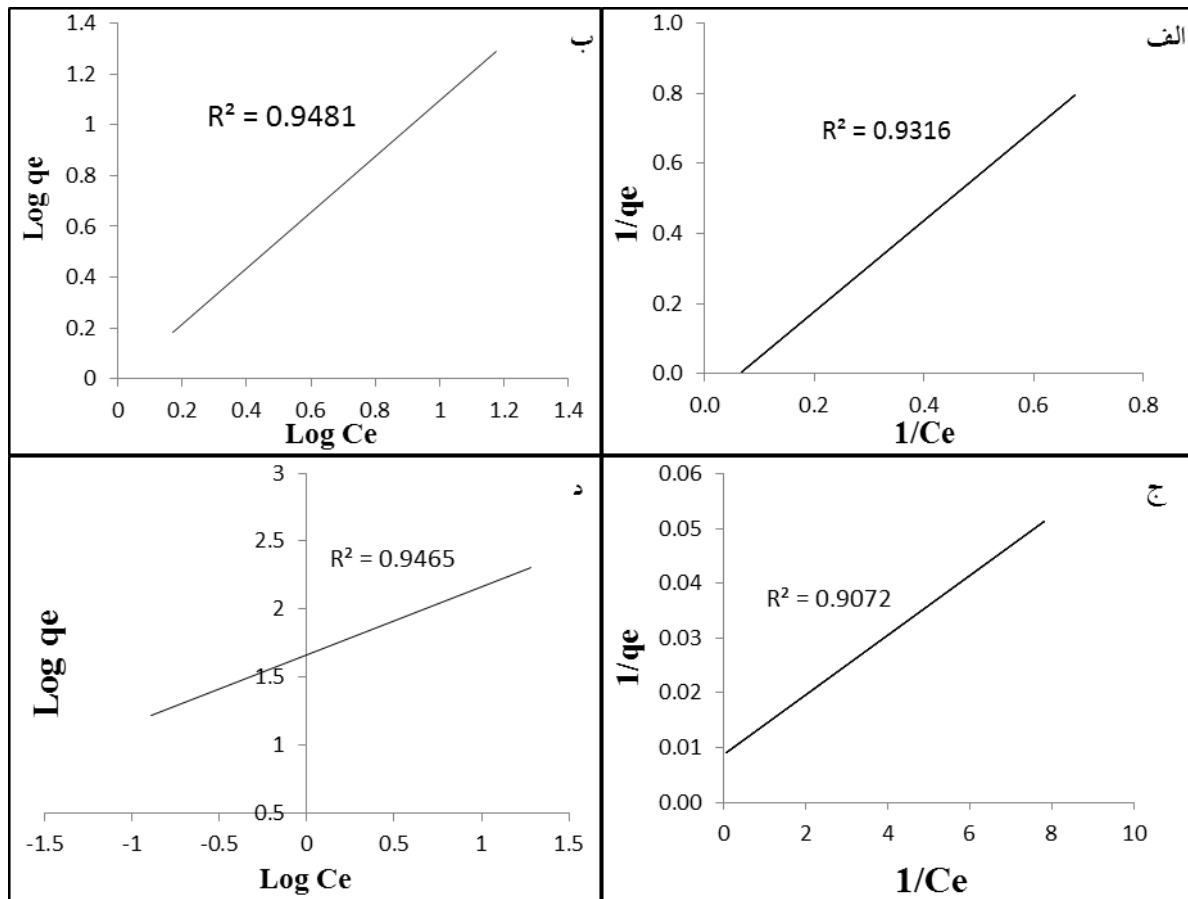 الف
1.0
0.8
0.6
0.4
0.2
0.0
0.0 0.2 0.4 0.6 0.8
1/qe
1/Ce
R² = 0.9316
ب
1.4
1.2
1
0.8
0.6
0.4
0.2
0
0 0.2 0.4 0.6 0.8 1 1.2 1.4
Log qe
Log Ce
R² = 0.9481
ج
0.06
0.05
0.04
0.03
0.02
0.01
0.00
0 2 4 6 8 10
1/qe
1/Ce
R² = 0.9072
د
3
2.5
2
1.5
1
0.5
-1.5 -1 -0.5 0 0.5 1 1.5
Log qe
Log Ce
R² = 0.9465